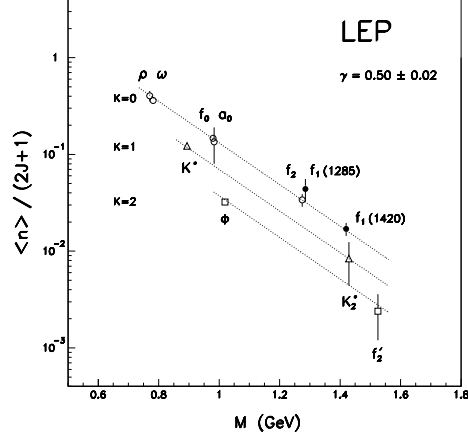 LEP
1
ρ ω
γ = 0.50 ± 0.02
K=0
f₀ a₀
K=1
10⁻¹
K*
f₂ f₁(1285)
K=2
ϕ
f₁(1420)
10⁻²
K₂*
10⁻³
f₂′
<n> / (2J+1)
0.6 0.8 1 1.2 1.4 1.6 1.8
M (GeV)